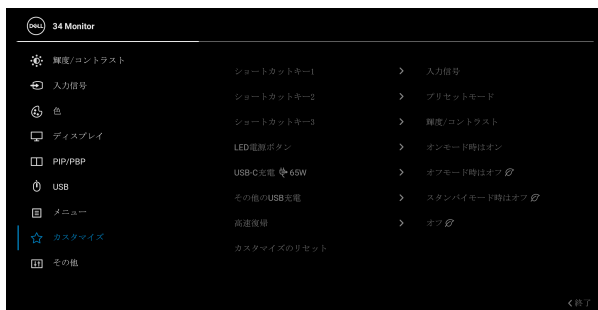 DELL 34 Monitor
輝度/コントラスト
入力信号
色
ディスプレイ
PIP/PBP
USB
メニュー
カスタマイズ
その他
ショートカットキー1 入力信号
ショートカットキー2 プリセットモード
ショートカットキー3 輝度/コントラスト
LED電源ボタン オンモード時はオン
USB-C充電 65W オフモード時はオフ
その他のUSB充電 スタンバイモード時はオフ
高速復帰 オフ
カスタマイズのリセット
終了